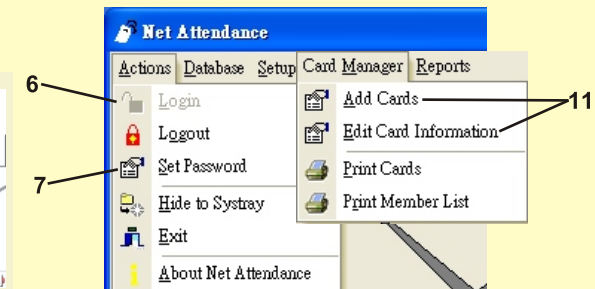 Net Attendance
Actions Database Setup Card Manager Reports
6
Login
Logout
7
Set Password
Hide to Systray
Exit
About Net Attendance
Add Cards
11
Edit Card Information
Print Cards
Print Member List